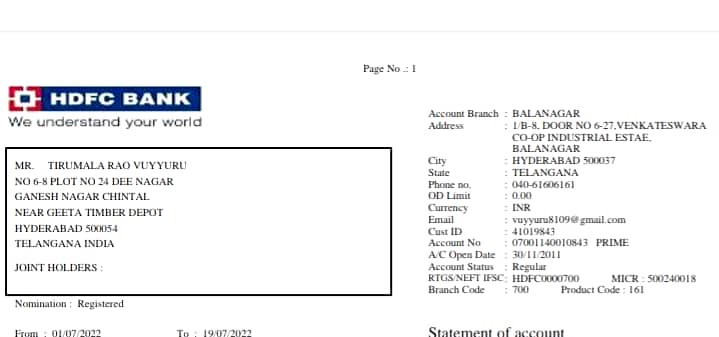 Page No .: 1
HDFC BANK
We understand your world
MR. TIRUMALA RAO VUYYURU
NO 6-8 PLOT NO 24 DEE NAGAR
GANESH NAGAR CHINTAL
NEAR GEETA TIMBER DEPOT
HYDERABAD 500054
TELANGANA INDIA
JOINT HOLDERS :
Nomination : Registered
From : 01/07/2022 To : 19/07/2022
Account Branch : BALANAGAR
Address : 1/B-8, DOOR NO 6-27,VENKATESWARA
CO-OP INDUSTRIAL ESTAE,
BALANAGAR
City : HYDERABAD 500037
State : TELANGANA
Phone no. : 040-61606161
OD Limit : 0.00
Currency : INR
Email : vuyyuru8109@gmail.com
Cust ID : 41019843
Account No : 07001140010843 PRIME
A/C Open Date : 30/11/2011
Account Status : Regular
RTGS/NEFT IFSC: HDFC0000700 MICR : 500240018
Branch Code : 700 Product Code : 161
Statement of account